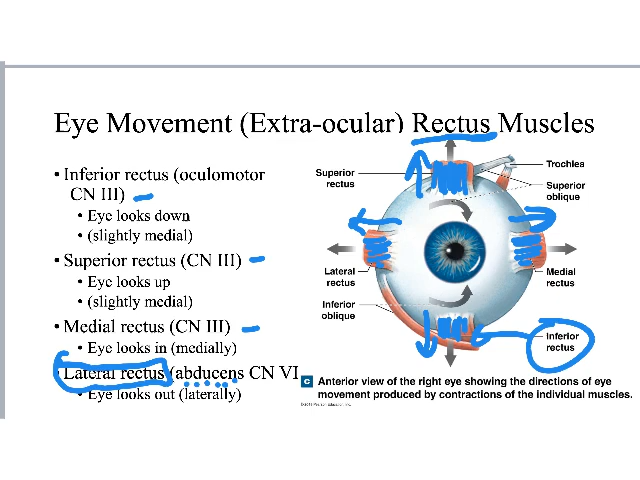 Eye Movement (Extra-ocular) Rectus Muscles
• Inferior rectus (oculomotor
CN III)
• Eye looks down
• (slightly medial)
• Superior rectus (CN III)
• Eye looks up
• (slightly medial)
• Medial rectus (CN III)
• Eye looks in (medially)
• Lateral rectus (abducens CN VI
• Eye looks out (laterally)
Superior
rectus
Trochlea
Superior
oblique
Lateral
rectus
Medial
rectus
Inferior
oblique
Inferior
rectus
C Anterior view of the right eye showing the directions of eye
movement produced by contractions of the individual muscles.